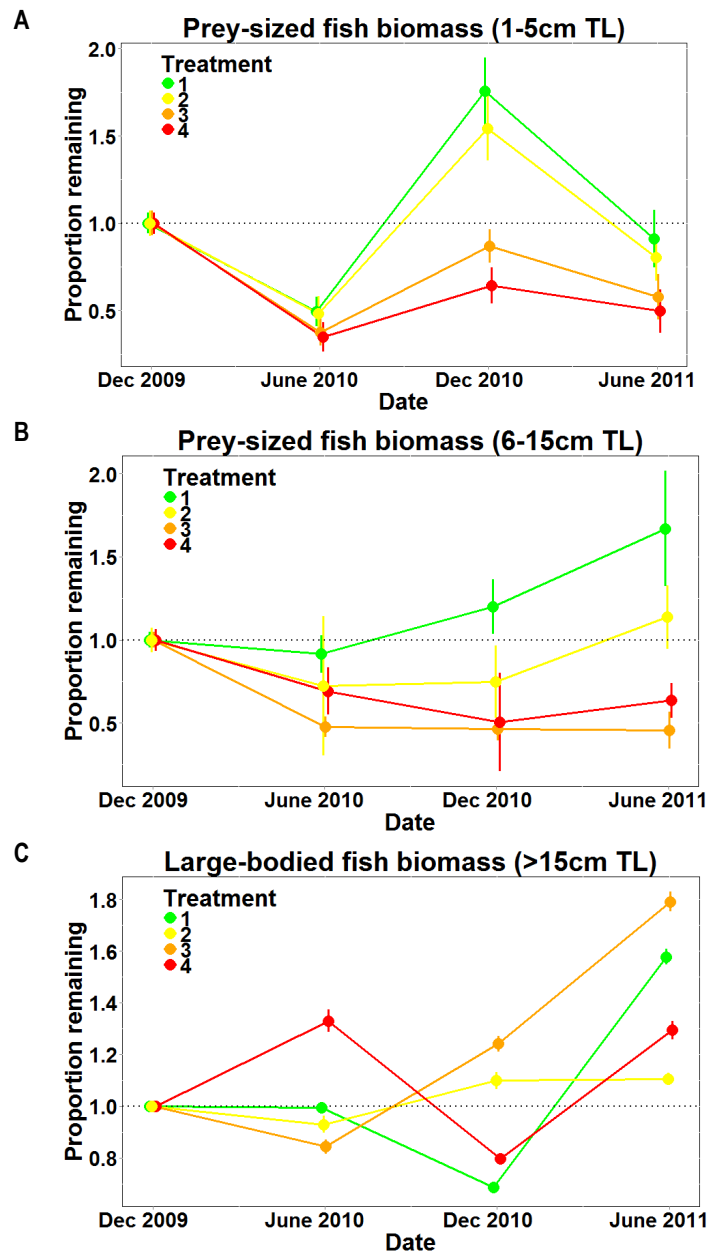 A
Prey-sized fish biomass (1-5cm TL)
Proportion remaining
2.0
1.5
1.0
0.5
Treatment
1
2
3
4
Dec 2009 June 2010 Dec 2010 June 2011
Date
B
Prey-sized fish biomass (6-15cm TL)
Proportion remaining
2.0
1.5
1.0
0.5
Treatment
1
2
3
4
Dec 2009 June 2010 Dec 2010 June 2011
Date
C
Large-bodied fish biomass (>15cm TL)
Proportion remaining
1.8
1.6
1.4
1.2
1.0
0.8
Treatment
1
2
3
4
Dec 2009 June 2010 Dec 2010 June 2011
Date